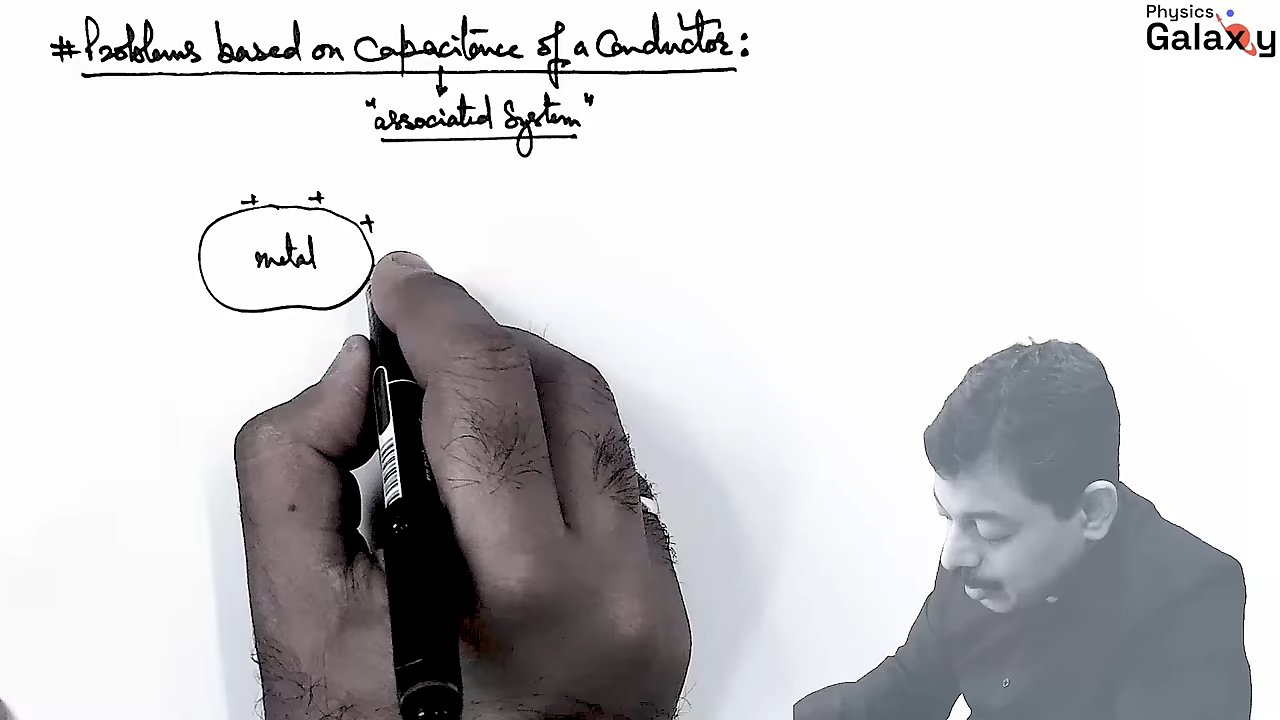 # Problems based on Capacitance of a Conductor:
"associated System"
+ + +
metal
Physics
Galaxy